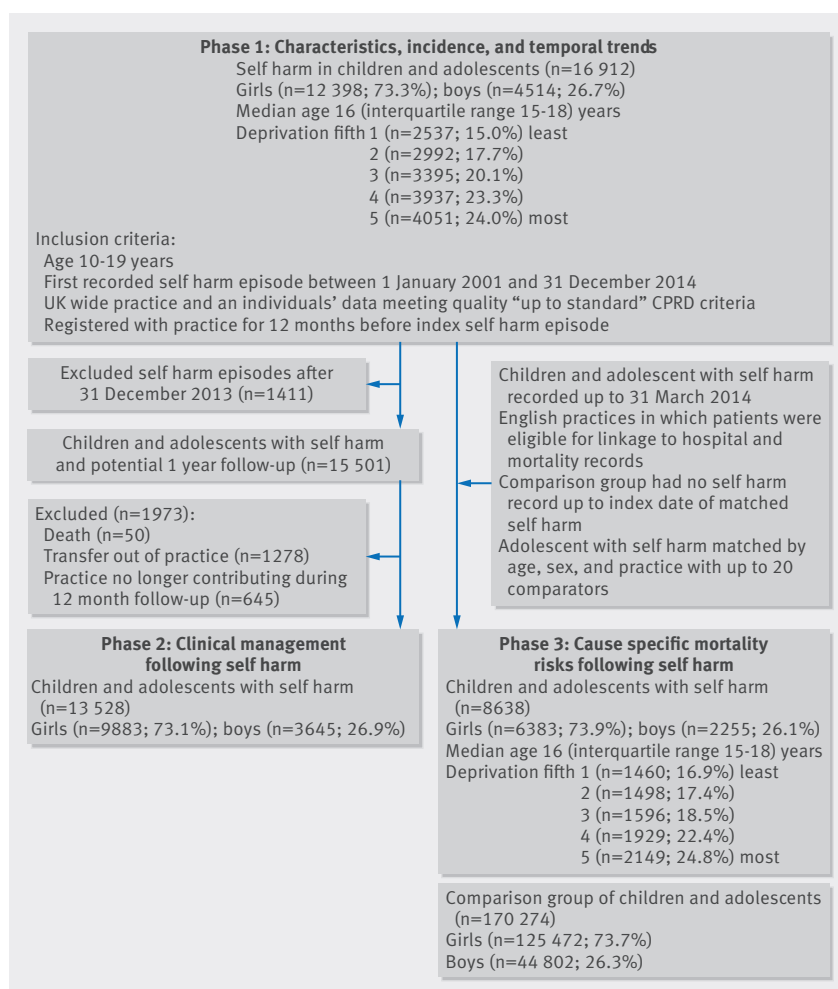 Phase 1: Characteristics, incidence, and temporal trends
Self harm in children and adolescents (n=16 912)
Girls (n=12 398; 73.3%); boys (n=4514; 26.7%)
Median age 16 (interquartile range 15-18) years
Deprivation fifth 1 (n=2537; 15.0%) least
2 (n=2992; 17.7%)
3 (n=3395; 20.1%)
4 (n=3937; 23.3%)
5 (n=4051; 24.0%) most
Inclusion criteria:
Age 10-19 years
First recorded self harm episode between 1 January 2001 and 31 December 2014
UK wide practice and an individuals' data meeting quality “up to standard” CPRD criteria
Registered with practice for 12 months before index self harm episode
Excluded self harm episodes after
31 December 2013 (n=1411)
Children and adolescents with self harm
and potential 1 year follow-up (n=15 501)
Excluded (n=1973):
Death (n=50)
Transfer out of practice (n=1278)
Practice no longer contributing during
12 month follow-up (n=645)
Children and adolescent with self harm
recorded up to 31 March 2014
English practices in which patients were
eligible for linkage to hospital and
mortality records
Comparison group had no self harm
record up to index date of matched
self harm
Adolescent with self harm matched by
age, sex, and practice with up to 20
comparators
Phase 2: Clinical management
following self harm
Children and adolescents with self harm
(n=13 528)
Girls (n=9883; 73.1%); boys (n=3645; 26.9%)
Phase 3: Cause specific mortality
risks following self harm
Children and adolescents with self harm
(n=8638)
Girls (n=6383; 73.9%); boys (n=2255; 26.1%)
Median age 16 (interquartile range 15-18) years
Deprivation fifth 1 (n=1460; 16.9%) least
2 (n=1498; 17.4%)
3 (n=1596; 18.5%)
4 (n=1929; 22.4%)
5 (n=2149; 24.8%) most
Comparison group of children and adolescents
(n=170 274)
Girls (n=125 472; 73.7%)
Boys (n=44 802; 26.3%)